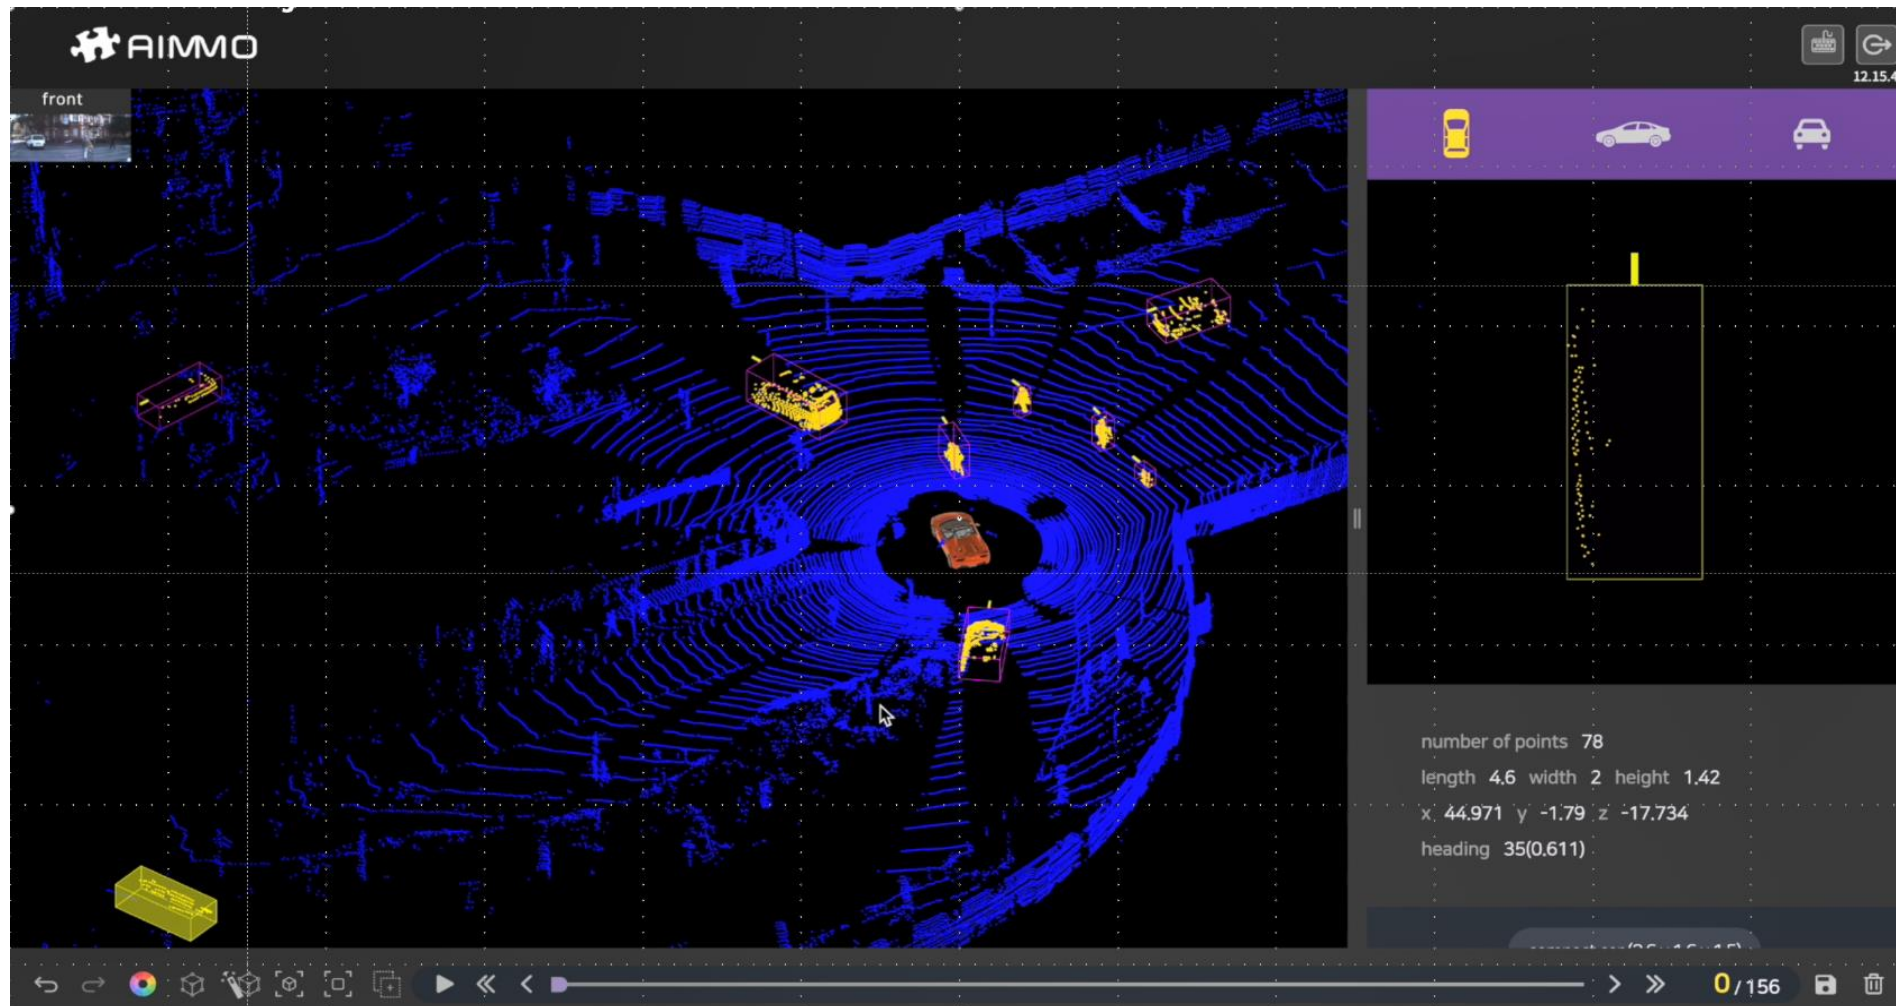 AIMMO
12.15.4
front
number of points 78
length 4.6 width 2 height 1.42
x 44.971 y -1.79 z -17.734
heading 35(0.611)
0/156